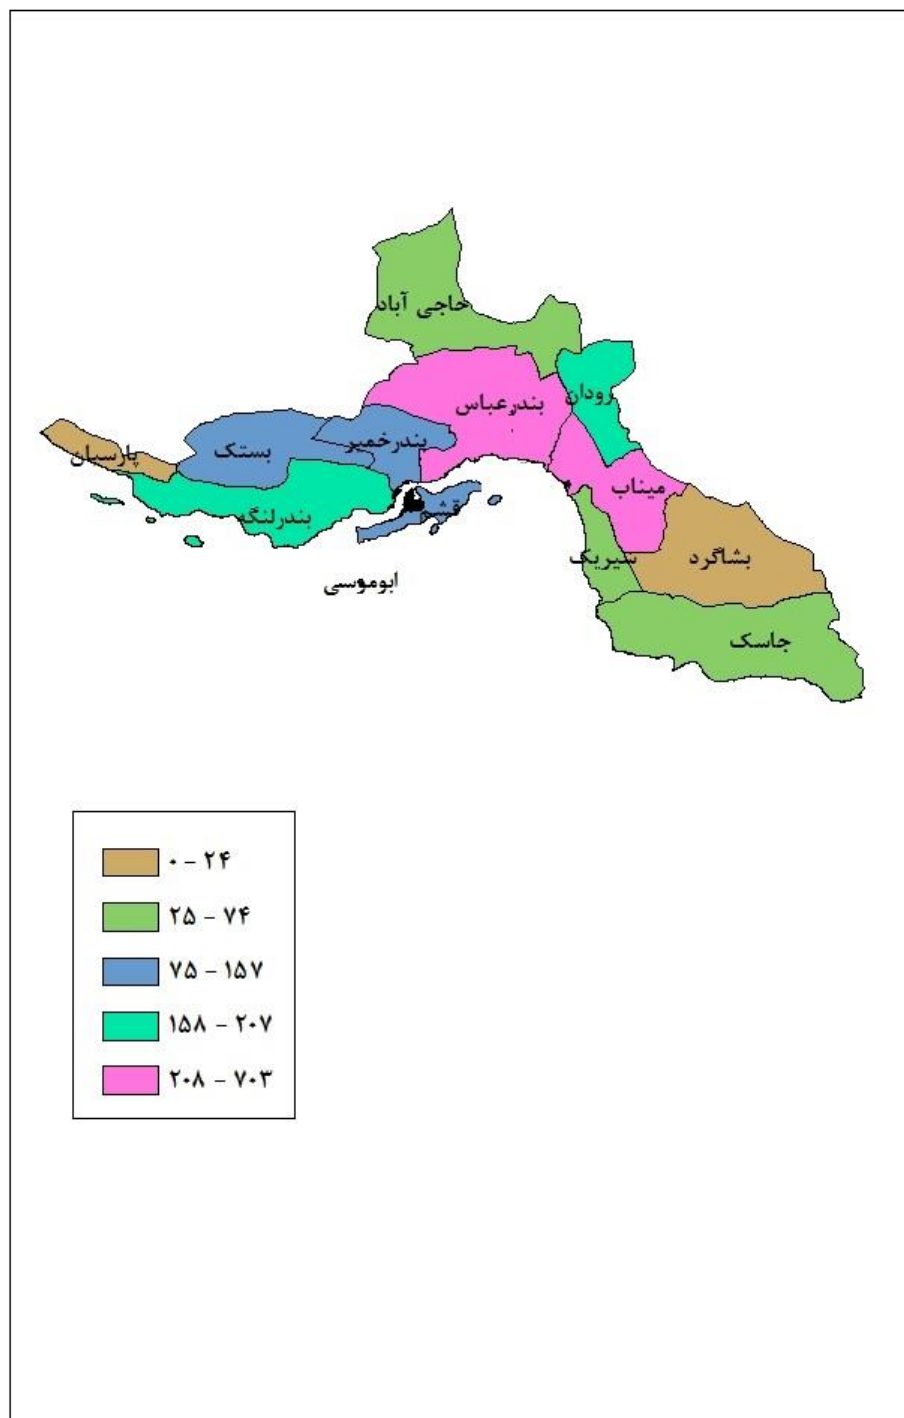 حاجی آباد
رودان
بندرعباس
بندرخمیر
بستک
پارسیان
میناب
قشم
بندرلنگه
بشاگرد
سیریک
ابوموسی
جاسک
۰ - ۲۴
۲۵ - ۷۴
۷۵ - ۱۵۷
۱۵۸ - ۲۰۷
۲۰۸ - ۷۰۳